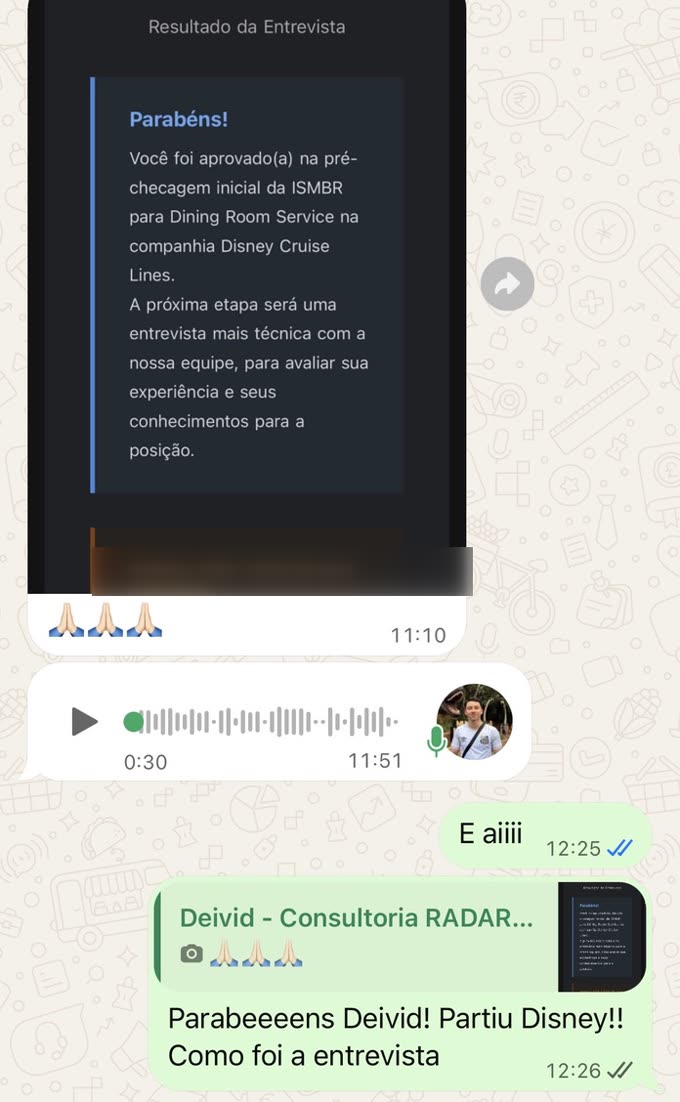 Resultado da Entrevista
Parabéns!
Você foi aprovado(a) na pré-
checagem inicial da ISMBR
para Dining Room Service na
companhia Disney Cruise
Lines.
A próxima etapa será uma
entrevista mais técnica com a
nossa equipe, para avaliar sua
experiência e seus
conhecimentos para a
posição.
🙏🏻🙏🏻🙏🏻
11:10
0:30
11:51
E aiiii
12:25
Deivid - Consultoria RADAR...
🙏🏻🙏🏻🙏🏻
Parabeeeens Deivid! Partiu Disney!!
Como foi a entrevista
12:26